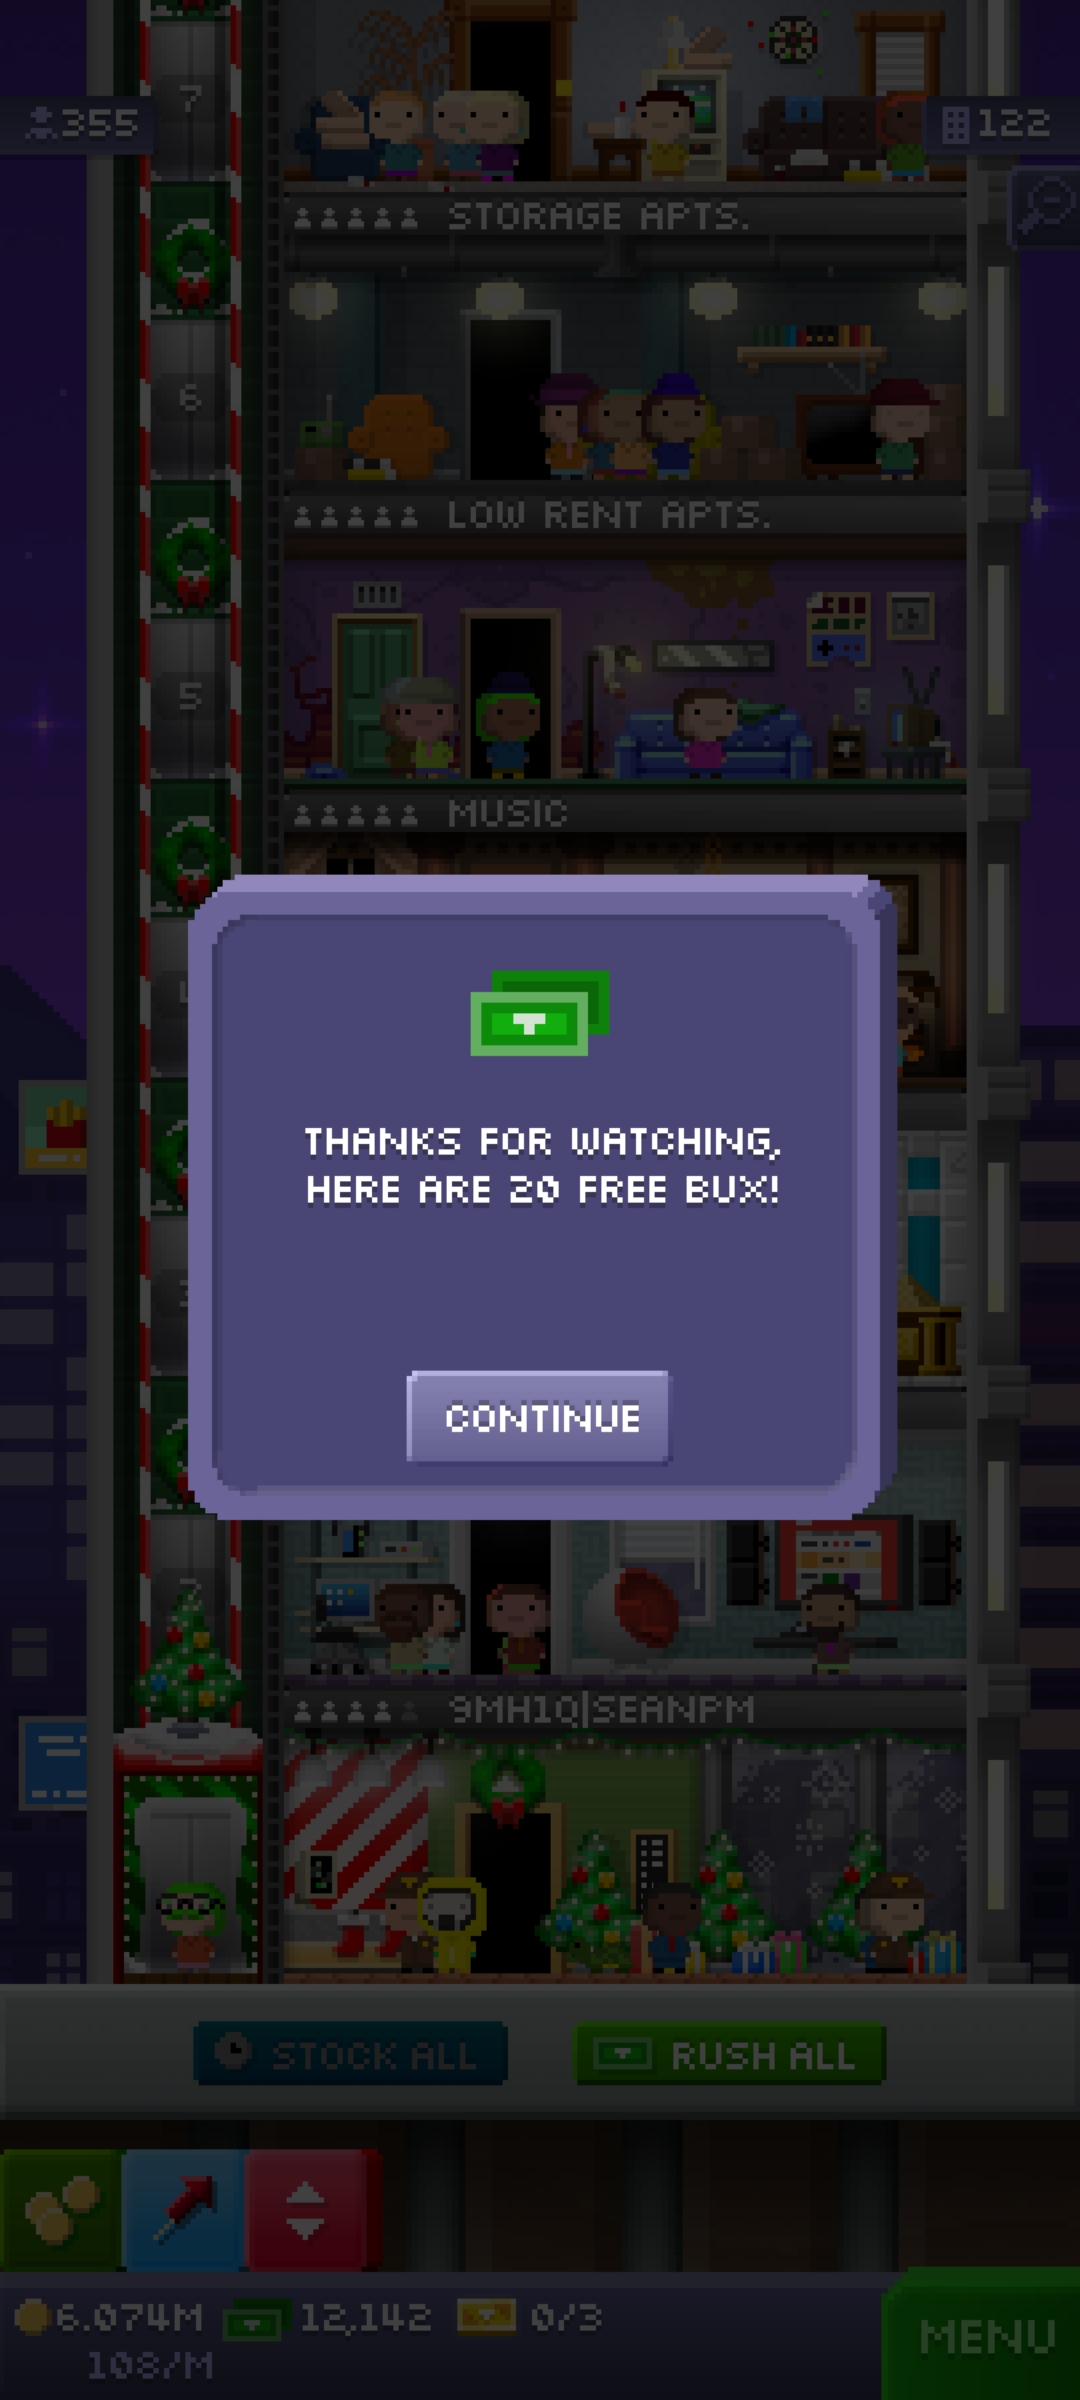 7
355
122
STORAGE APTS.
6
LOW RENT APTS.
5
MUSIC
THANKS FOR WATCHING,
HERE ARE 20 FREE BUX!
CONTINUE
9MH1Q|SEANPM
STOCK ALL
RUSH ALL
6.074M
12,142
0/3
MENU
108/M